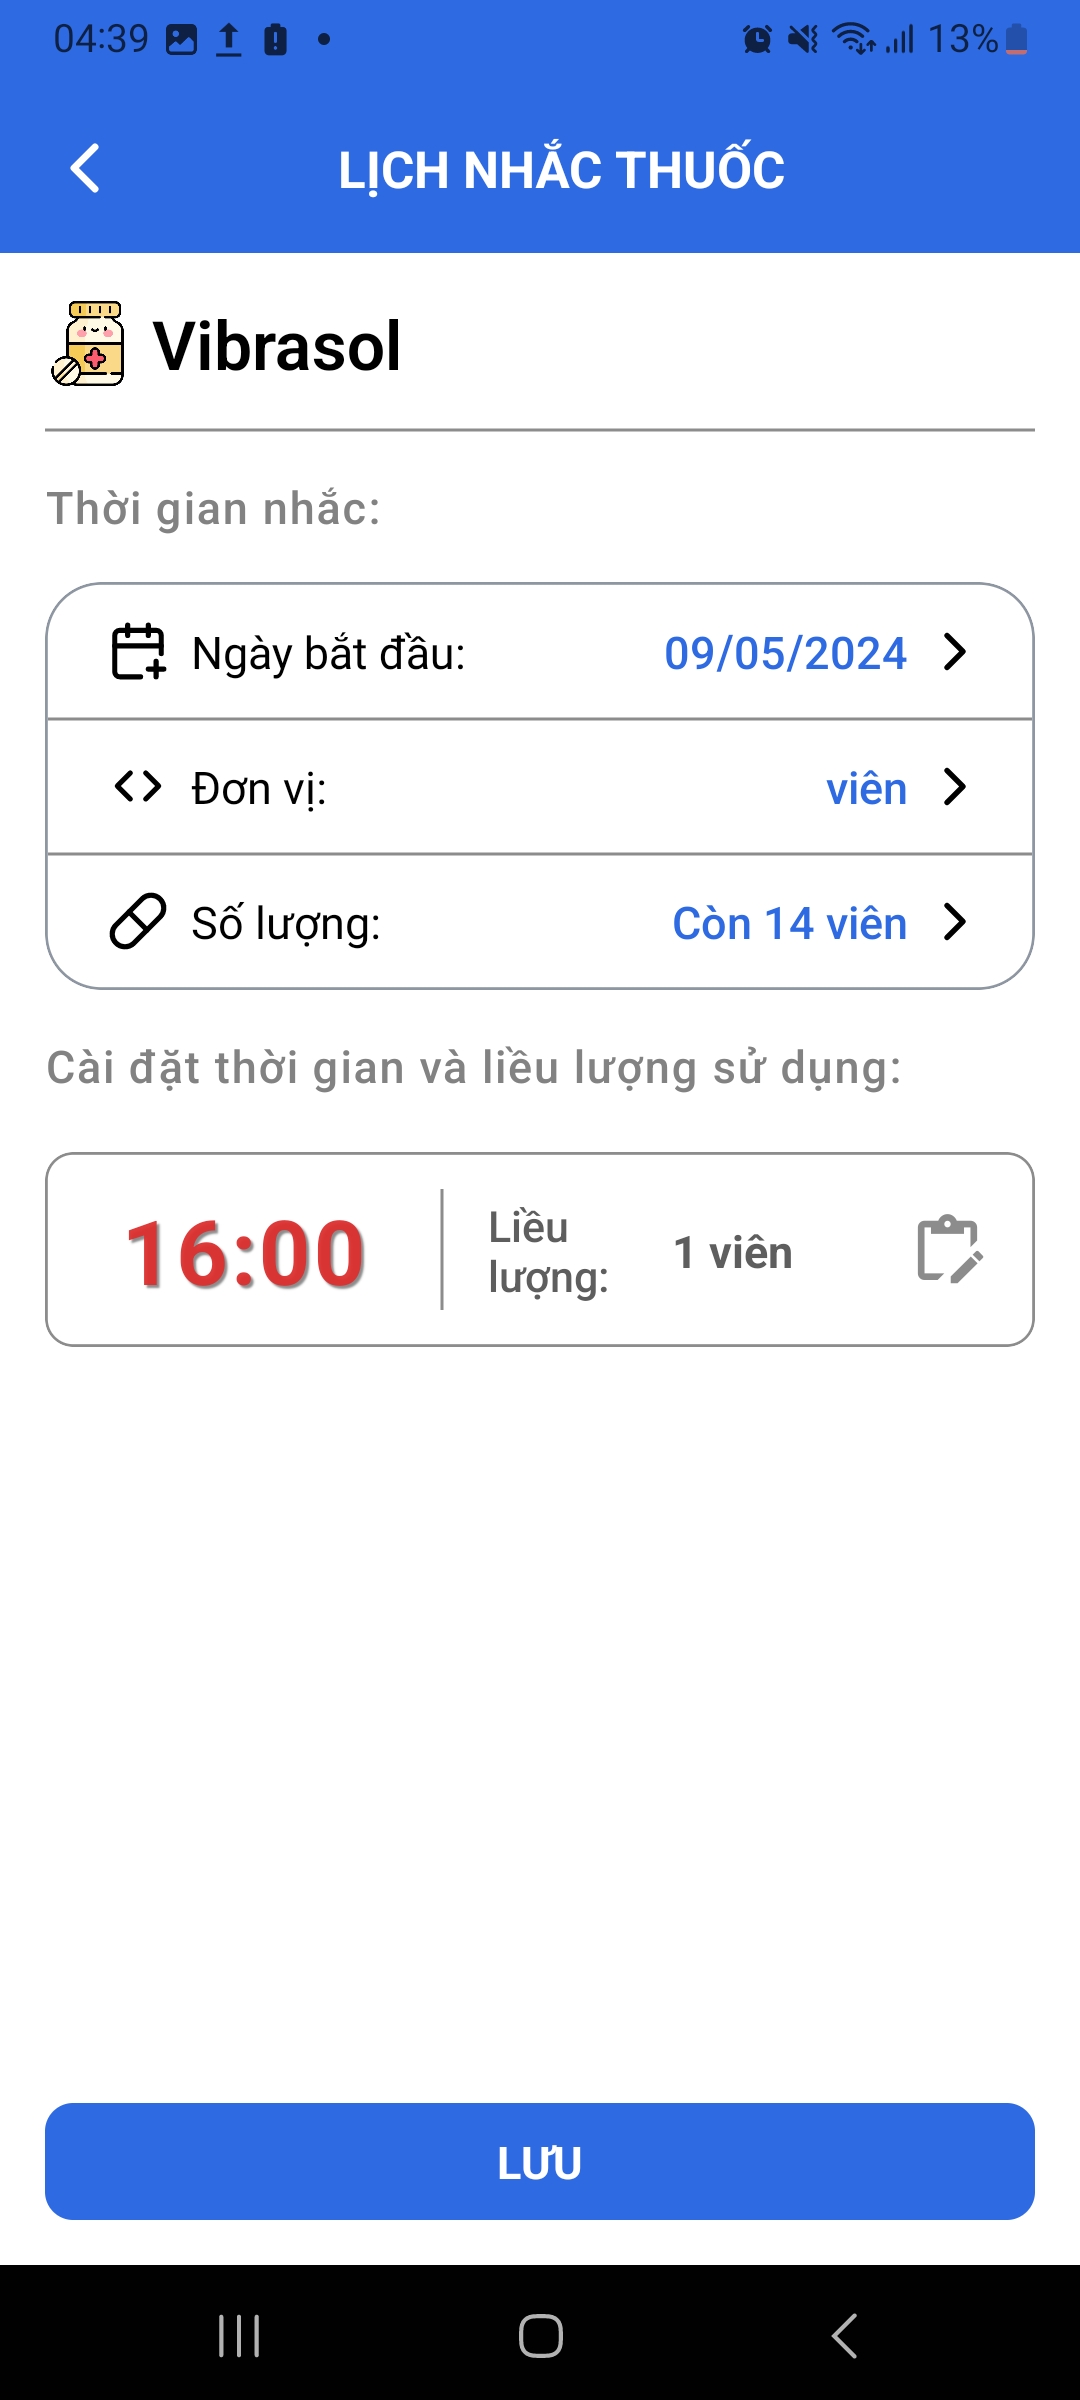 04:39
13%
LỊCH NHẮC THUỐC
Vibrasol
Thời gian nhắc:
Ngày bắt đầu: 09/05/2024
Đơn vị: viên
Số lượng: Còn 14 viên
Cài đặt thời gian và liều lượng sử dụng:
16:00
Liều
lượng:
1 viên
LƯU